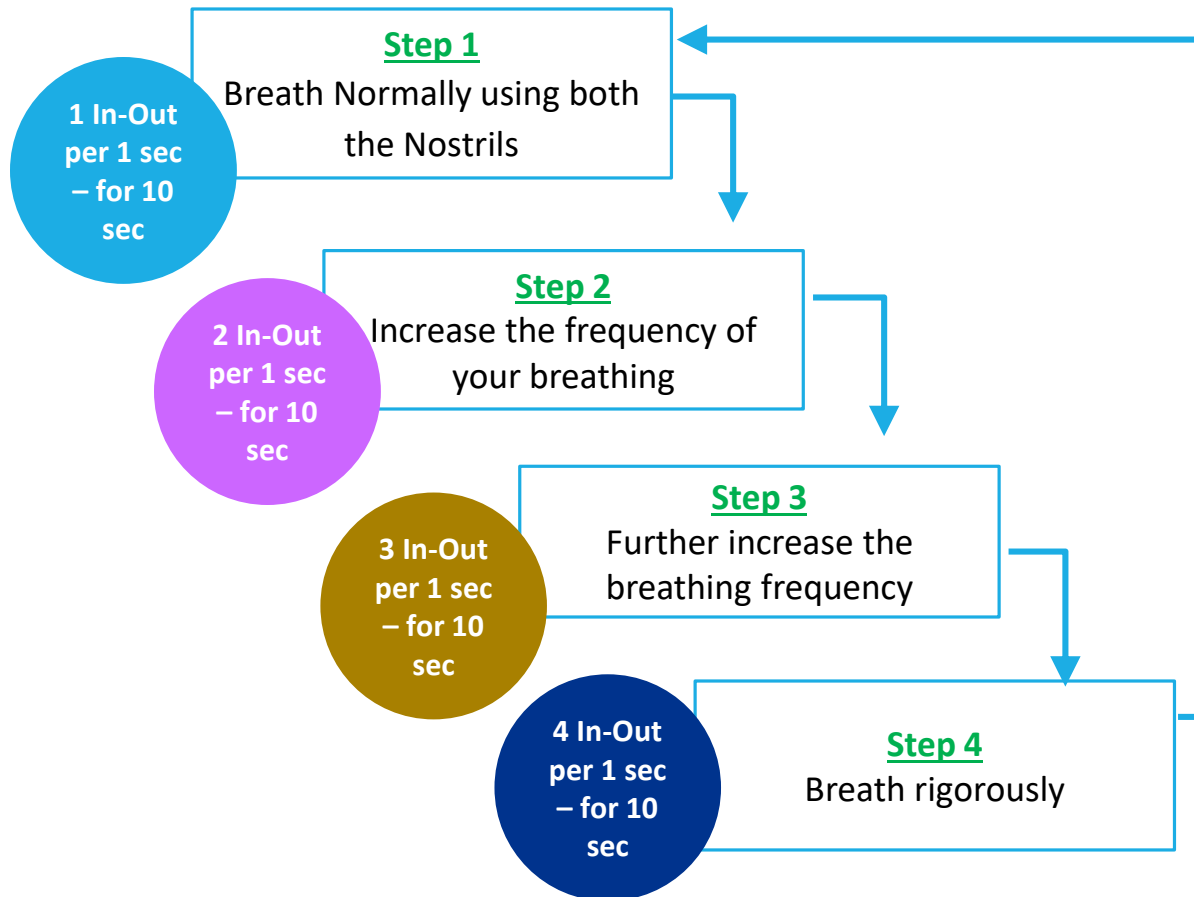 Step 1
Breath Normally using both
the Nostrils
1 In-Out
per 1 sec
– for 10
sec
Step 2
Increase the frequency of
your breathing
2 In-Out
per 1 sec
– for 10
sec
Step 3
Further increase the
breathing frequency
3 In-Out
per 1 sec
– for 10
sec
Step 4
Breath rigorously
4 In-Out
per 1 sec
– for 10
sec